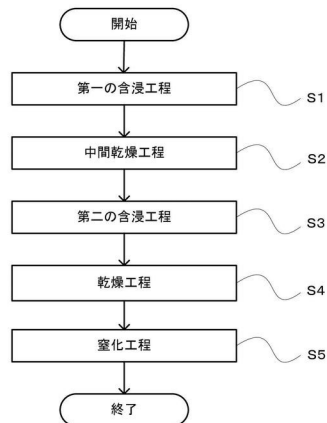 開始
第一の含浸工程
S1
中間乾燥工程
S2
第二の含浸工程
S3
乾燥工程
S4
窒化工程
S5
終了